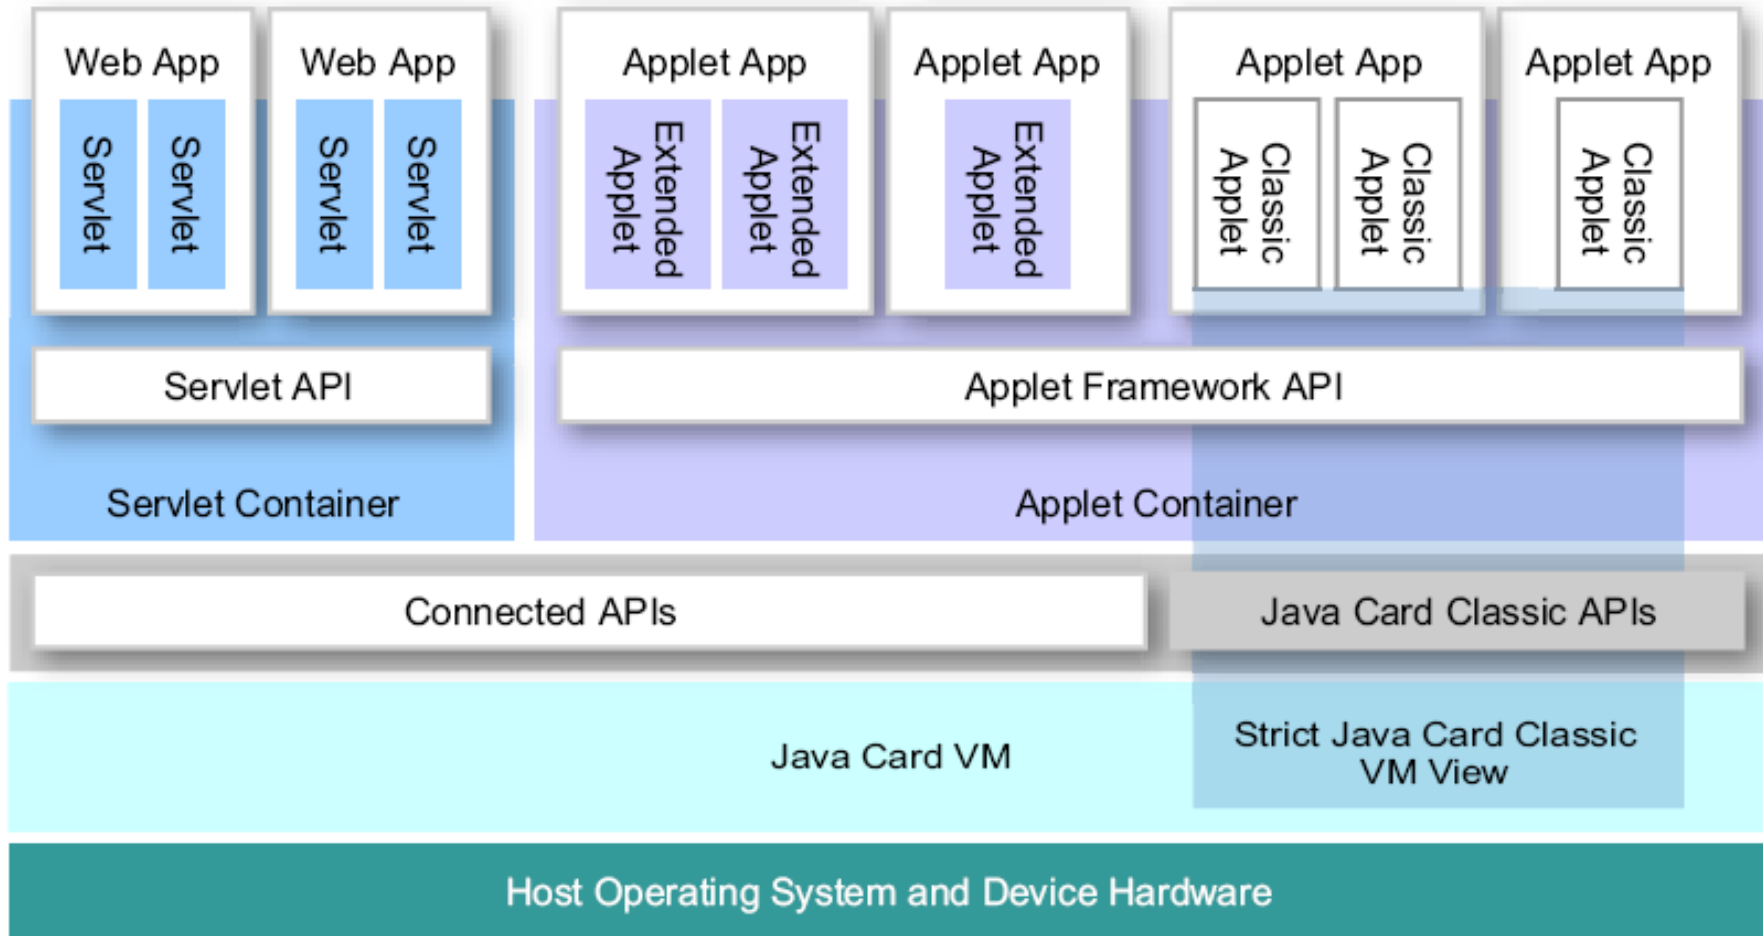 Web App
Web App
Applet App
Applet App
Applet App
Applet App
Servlet
Servlet
Servlet
Servlet
Extended
Applet
Extended
Applet
Extended
Applet
Classic
Applet
Classic
Applet
Classic
Applet
Servlet API
Applet Framework API
Servlet Container
Applet Container
Connected APIs
Java Card Classic APIs
Java Card VM
Strict Java Card Classic
VM View
Host Operating System and Device Hardware